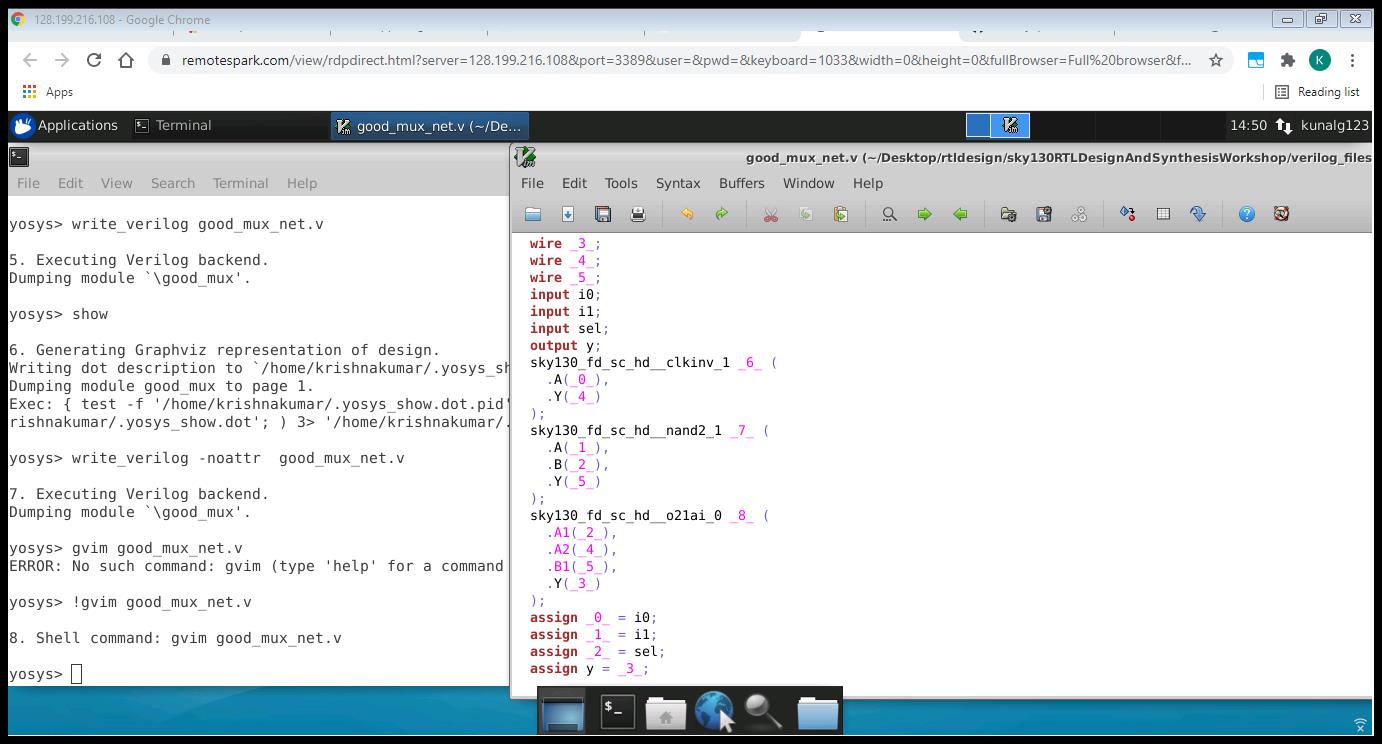 128.199.216.108 - Google Chrome
remotespark.com/view/rdpdirect.html?server=128.199.216.108&port=3389&user=&pwd=&keyboard=1033&width=0&height=0&fullBrowser=Full%20browser&f...
K
Apps
Reading list
Applications
Terminal
good_mux_net.v (~/De...
14:50
kunalg123
File Edit View Search Terminal Help
yosys> write_verilog good_mux_net.v
5. Executing Verilog backend.
Dumping module `\good_mux'.
yosys> show
6. Generating Graphviz representation of design.
Writing dot description to `/home/krishnakumar/.yosys_sh
Dumping module good_mux to page 1.
Exec: { test -f '/home/krishnakumar/.yosys_show.dot.pid'
rishnakumar/.yosys_show.dot'; ) 3> '/home/krishnakumar/.
yosys> write_verilog -noattr  good_mux_net.v
7. Executing Verilog backend.
Dumping module `\good_mux'.
yosys> gvim good_mux_net.v
ERROR: No such command: gvim (type 'help' for a command
yosys> !gvim good_mux_net.v
8. Shell command: gvim good_mux_net.v
yosys>
good_mux_net.v (~/Desktop/rtldesign/sky130RTLDesignAndSynthesisWorkshop/verilog_files
File Edit Tools Syntax Buffers Window Help
wire _3_;
wire _4_;
wire _5_;
input i0;
input i1;
input sel;
output y;
sky130_fd_sc_hd__clkinv_1 _6_ (
.A(_0_),
.Y(_4_)
);
sky130_fd_sc_hd__nand2_1 _7_ (
.A(_1_),
.B(_2_),
.Y(_5_)
);
sky130_fd_sc_hd__o21ai_0 _8_ (
.A1(_2_),
.A2(_4_),
.B1(_5_),
.Y(_3_)
);
assign _0_ = i0;
assign _1_ = i1;
assign _2_ = sel;
assign y = _3_;